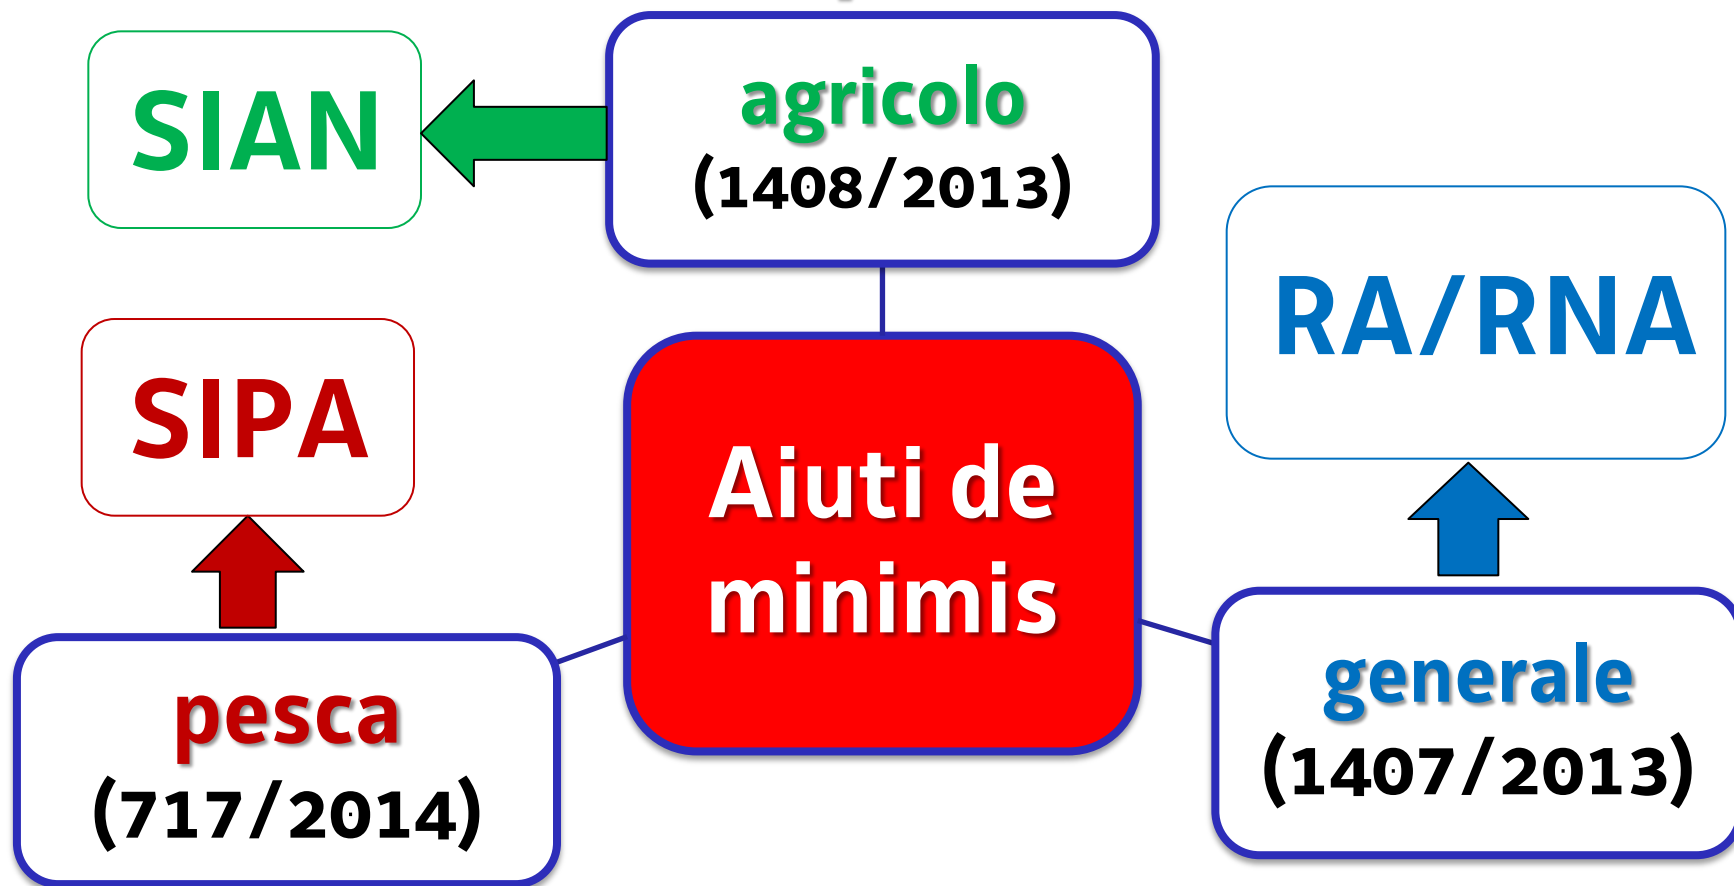 SIAN
agricolo
(1408/2013)
RA/RNA
SIPA
Aiuti de
minimis
pesca
(717/2014)
generale
(1407/2013)